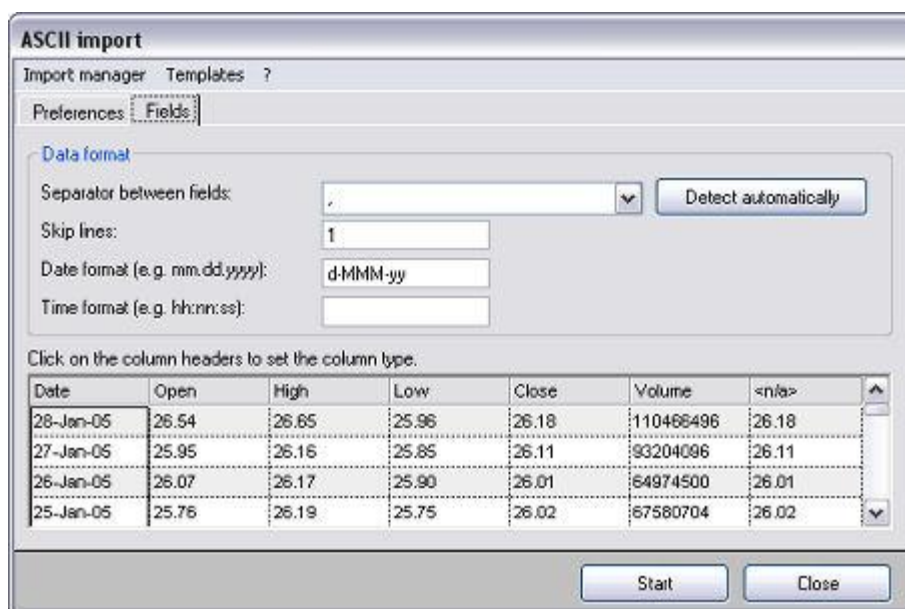 ASCII import
Import manager Templates ?
Preferences Fields
Data format
Separator between fields: , Detect automatically
Skip lines: 1
Date format (e.g. mm.dd.yyyy): d-MMM-yy
Time format (e.g. hh:nn:ss):
Click on the column headers to set the column type.
Date Open High Low Close Volume <n/a>
28-Jan-05 26.54 26.65 25.96 26.18 110466496 26.18
27-Jan-05 25.95 26.16 25.85 26.11 93204096 26.11
26-Jan-05 26.07 26.17 25.90 26.01 64974500 26.01
25-Jan-05 25.76 26.19 25.75 26.02 67580704 26.02
Start Close